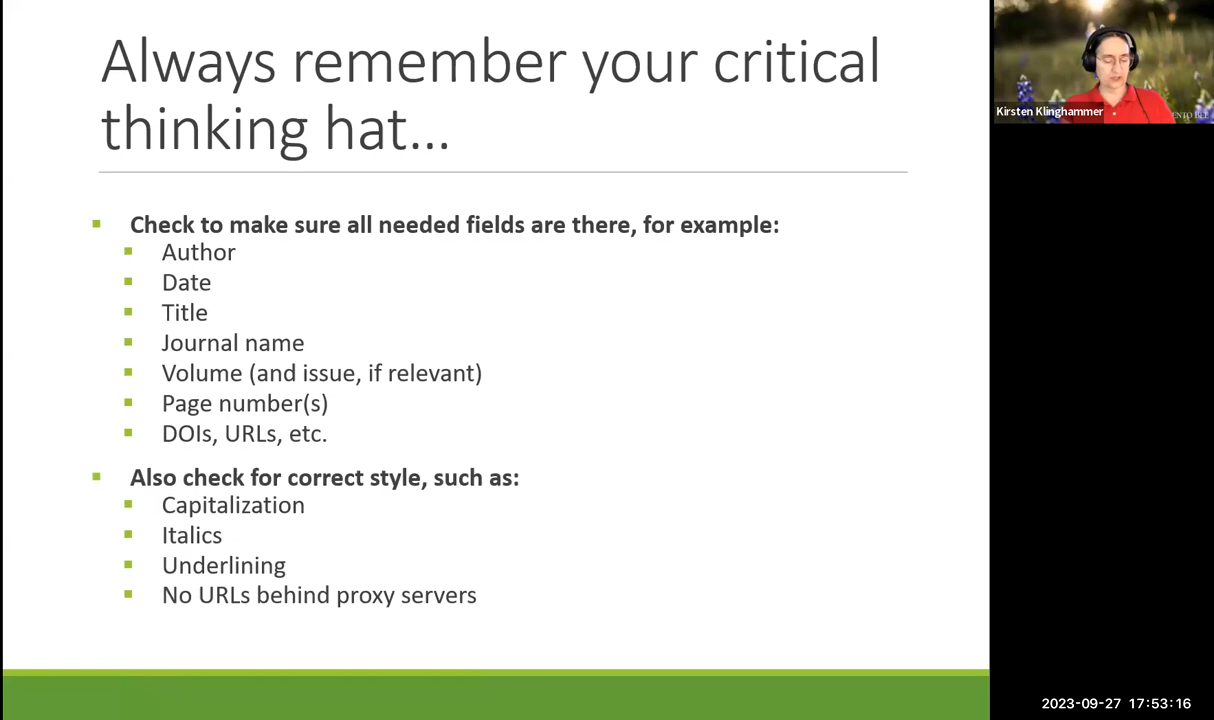 Always remember your critical
thinking hat...
Check to make sure all needed fields are there, for example:
Author
Date
Title
Journal name
Volume (and issue, if relevant)
Page number(s)
DOIs, URLs, etc.
Also check for correct style, such as:
Capitalization
Italics
Underlining
No URLs behind proxy servers
Kirsten Klinghammer
2023-09-27 17:53:16